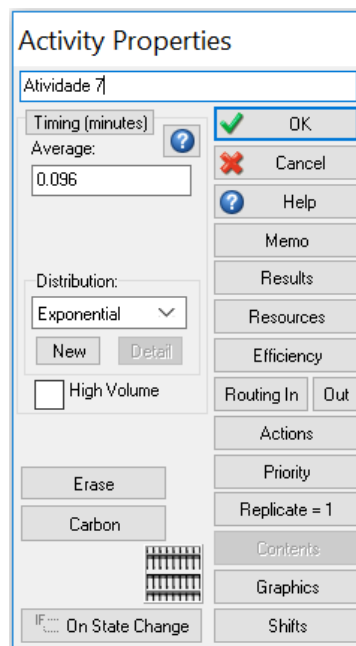 Activity Properties
Atividade 7
Timing (minutes)
Average:
0.096
Distribution:
Exponential
New
Detail
High Volume
Erase
Carbon
IF On State Change
OK
Cancel
Help
Memo
Results
Resources
Efficiency
Routing In
Out
Actions
Priority
Replicate = 1
Contents
Graphics
Shifts